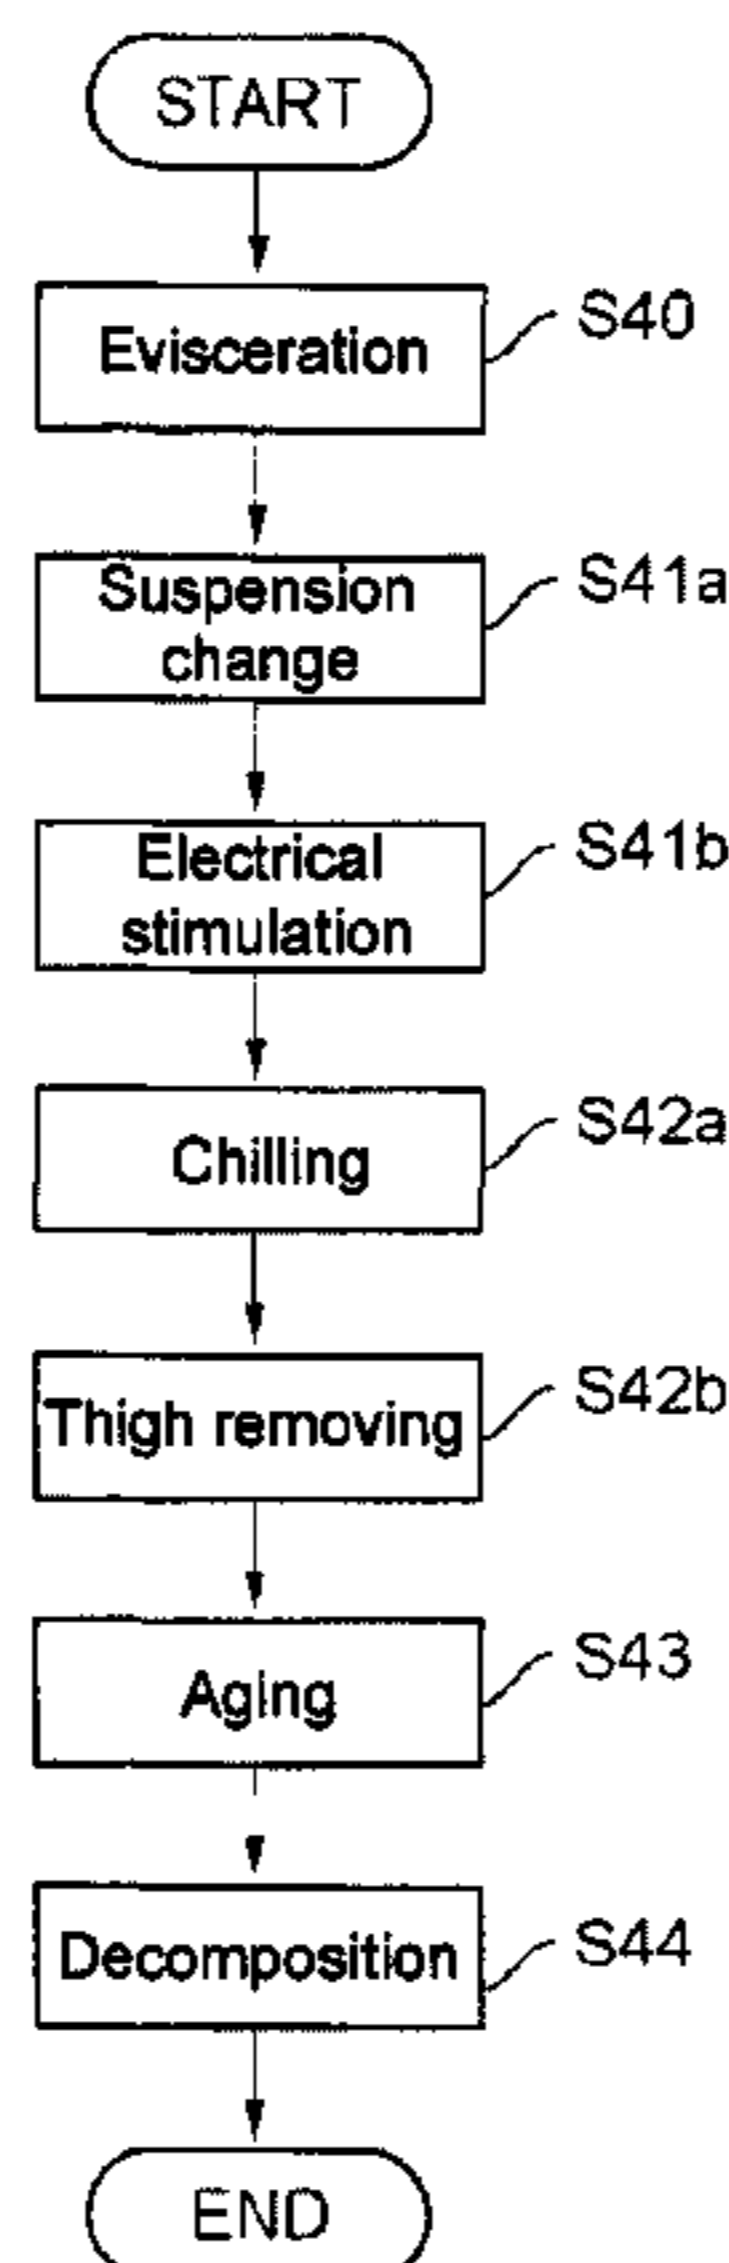 START
Evisceration
S40
Suspension
change
S41a
Electrical
stimulation
S41b
Chilling
S42a
Thigh removing
S42b
Aging
S43
Decomposition
S44
END